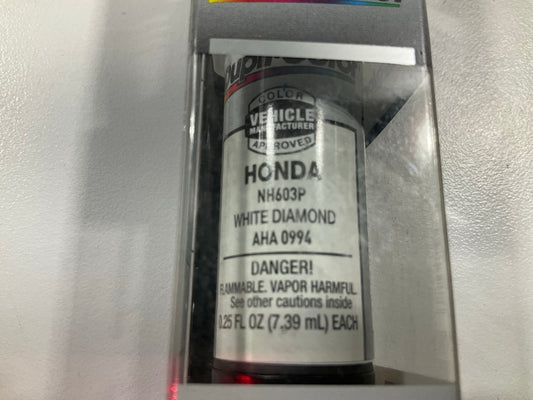 COLOR
VEHICLE
MANUFACTURER
APPROVED
HONDA
NH603P
WHITE DIAMOND
AHA 0994
DANGER!
FLAMMABLE. VAPOR HARMFUL.
See other cautions inside
0.25 FL OZ (7.39 mL) EACH